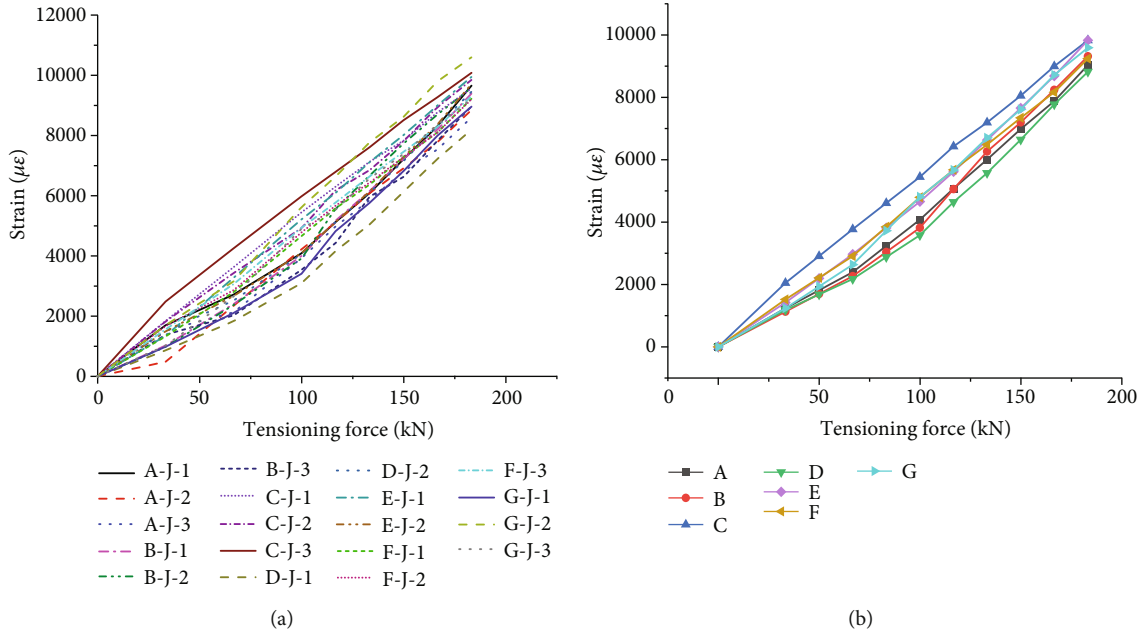 12000
10000
8000
6000
4000
2000
0
Strain (με)
0 50 100 150 200
Tensioning force (kN)
A-J-1 B-J-3 D-J-2 F-J-3
A-J-2 C-J-1 E-J-1 G-J-1
A-J-3 C-J-2 E-J-2 G-J-2
B-J-1 C-J-3 F-J-1 G-J-3
B-J-2 D-J-1 F-J-2
(a)
10000
8000
6000
4000
2000
0
Strain (με)
0 50 100 150 200
Tensioning force (kN)
A D G
B E
C F
(b)